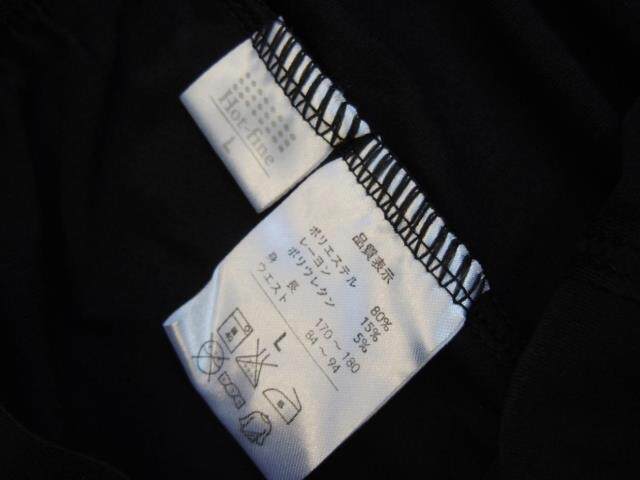 Hot-fine
L
品質表示
ポリエステル 80%
レーヨン 15%
ポリウレタン 5%
身長 170～180
ウエスト 84～94
L